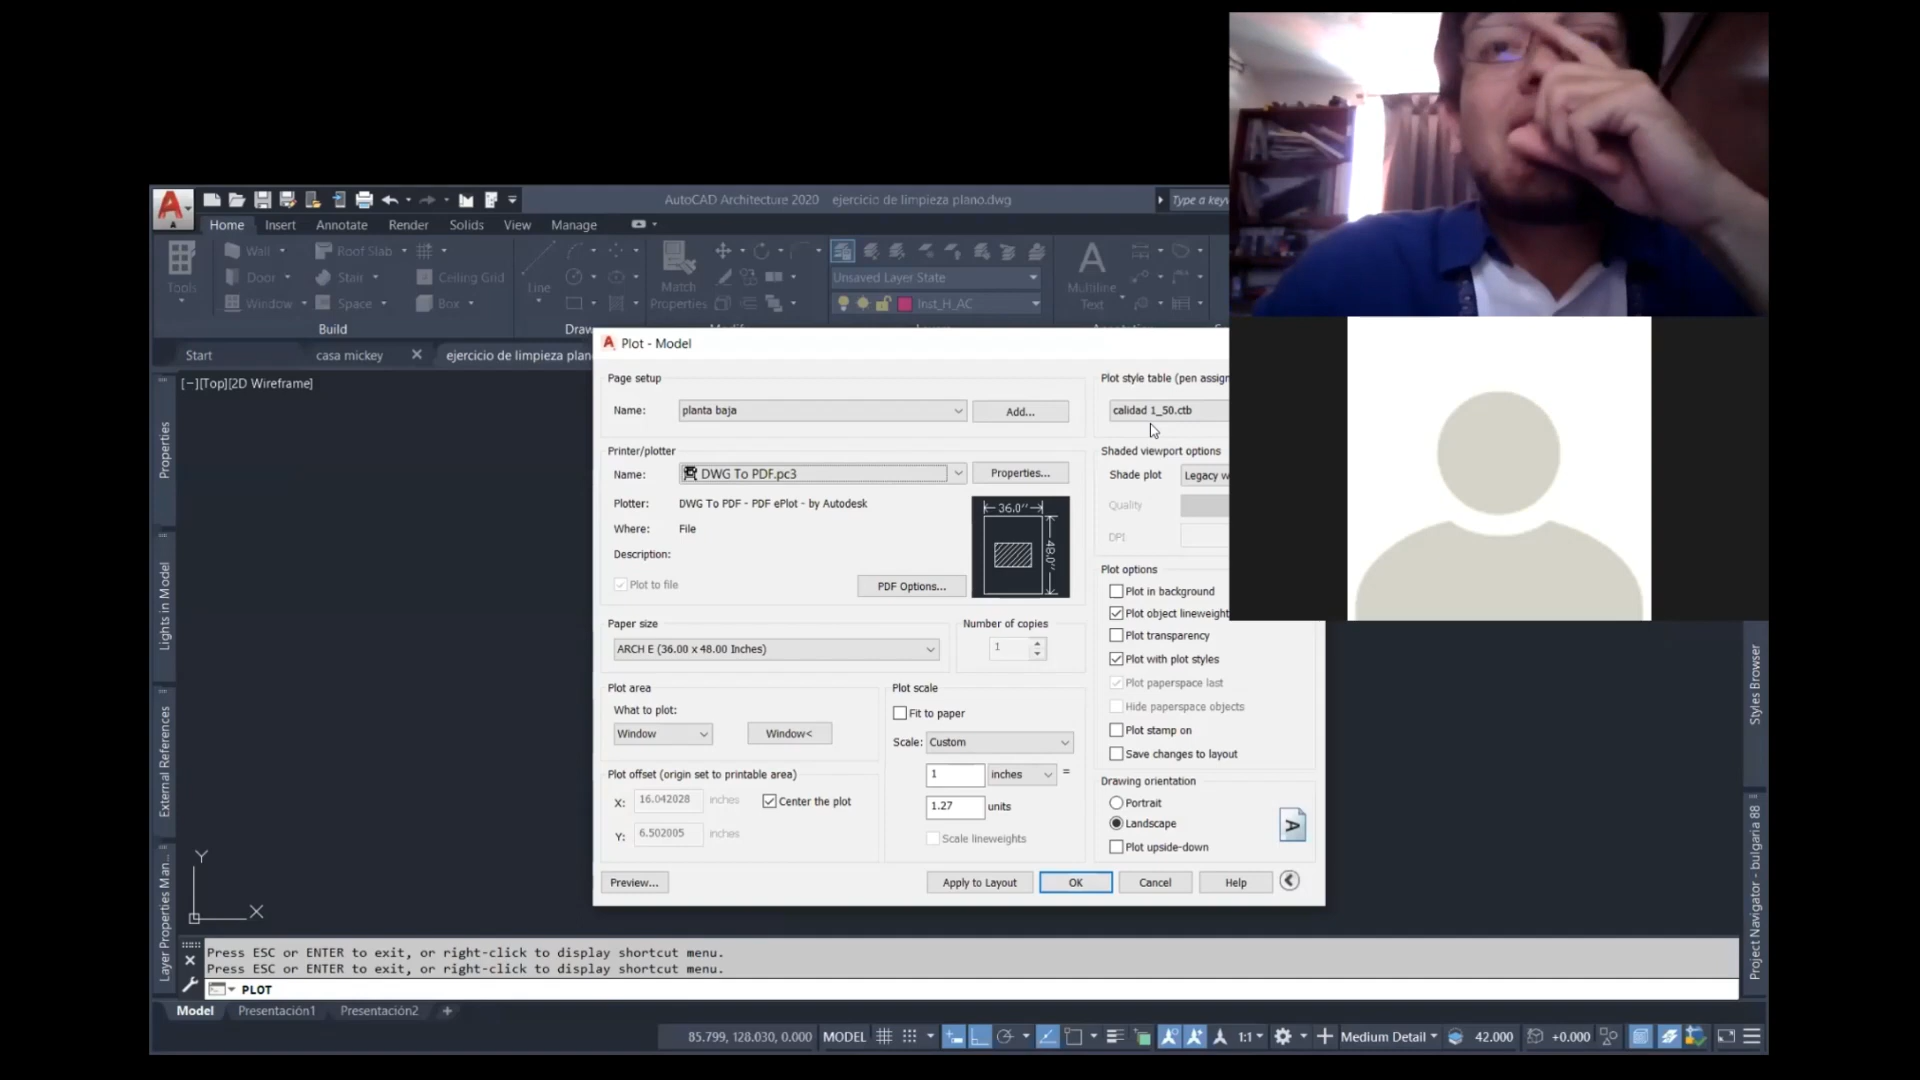 AutoCAD Architecture 2020 ejercicio de limpieza plano.dwg
Home Insert Annotate Render Solids View Manage
Wall Roof Slab
Door Stair Ceiling Grid
Window Space Box
Tools
Line
Match
Properties
Unsaved Layer State
Inst_H_AC
Multiline
Text
Build
Start casa mickey ejercicio de limpieza
[−][Top][2D Wireframe]
Properties
Lights in Model
External References
Layer Properties Man...
Plot - Model
Page setup
Name: planta baja Add...
Printer/plotter
Name: DWG To PDF.pc3 Properties...
Plotter: DWG To PDF - PDF ePlot - by Autodesk
Where: File
Description:
Plot to file
PDF Options...
36.0''
48.0''
Paper size
ARCH E (36.00 x 48.00 Inches)
Number of copies
1
Plot area
What to plot:
Window Window<
Plot offset (origin set to printable area)
X: 16.042028 inches Center the plot
Y: 6.502005 inches
Plot scale
Fit to paper
Scale: Custom
1 inches =
1.27 units
Scale lineweights
Plot style table (pen
calidad 1_50.ctb
Shaded viewport options
Shade plot Legacy
Quality
DPI
Plot options
Plot in background
Plot object lineweight
Plot transparency
Plot with plot styles
Plot paperspace last
Hide paperspace objects
Plot stamp on
Save changes to layout
Drawing orientation
Portrait
Landscape
Plot upside-down
A
Preview... Apply to Layout OK Cancel Help
Y
X
Styles Browser
Project Navigator - bulgaria 88
Press ESC or ENTER to exit, or right-click to display shortcut menu.
Press ESC or ENTER to exit, or right-click to display shortcut menu.
PLOT
Model Presentación1 Presentación2 +
85.799, 128.030, 0.000 MODEL 1:1 Medium Detail 42.000 +0.000